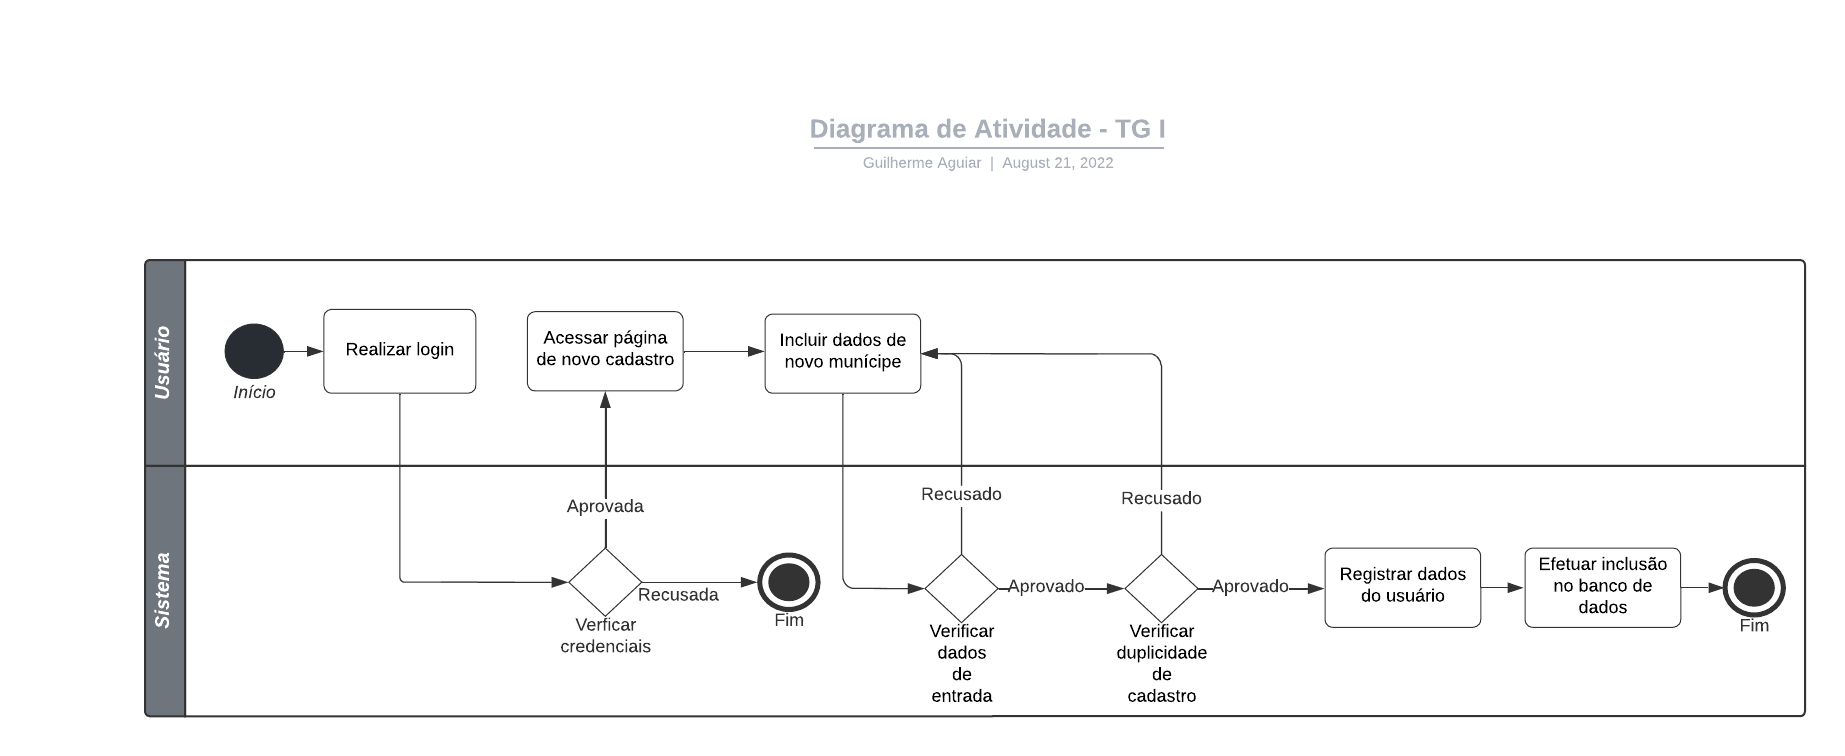 Diagrama de Atividade - TG I
Guilherme Aguiar | August 21, 2022
Usuário
Início
Realizar login
Acessar página
de novo cadastro
Incluir dados de
novo munícipe
Sistema
Aprovada
Recusada
Verficar
credenciais
Fim
Recusado
Aprovado
Verificar
dados
de
entrada
Recusado
Aprovado
Verificar
duplicidade
de
cadastro
Registrar dados
do usuário
Efetuar inclusão
no banco de
dados
Fim